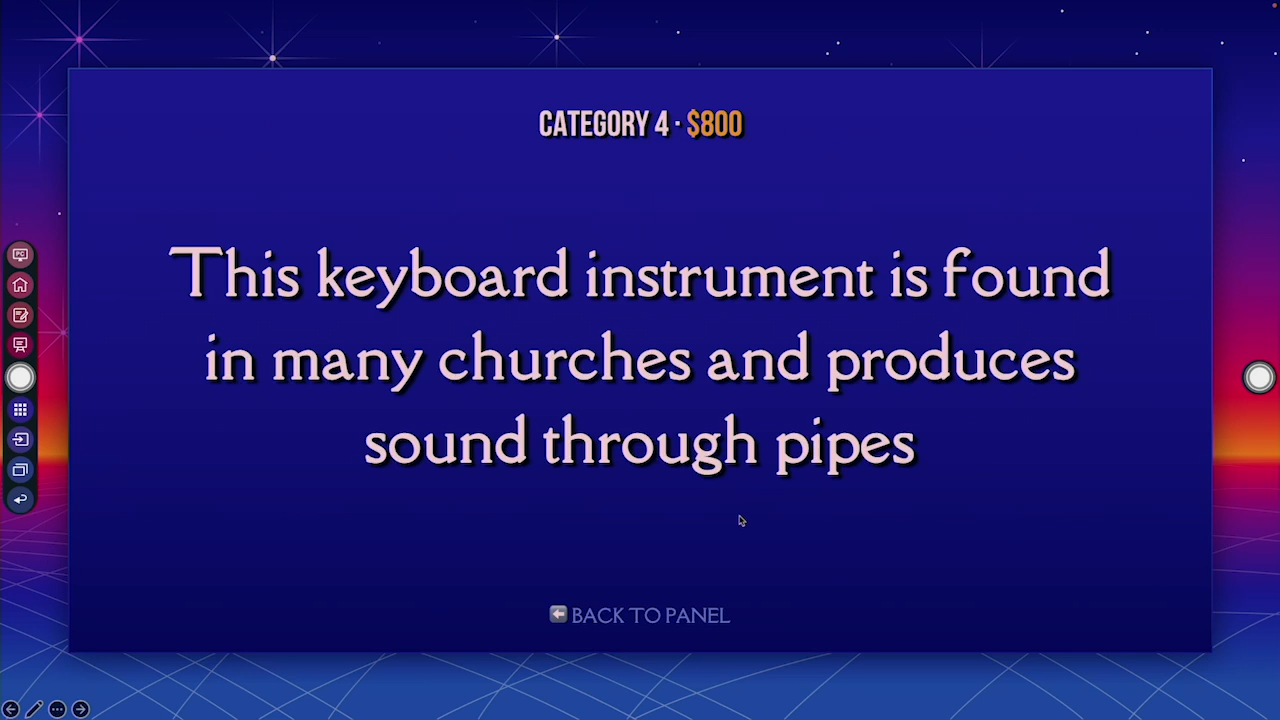 CATEGORY 4 · $800
This keyboard instrument is found
in many churches and produces
sound through pipes
BACK TO PANEL
PC